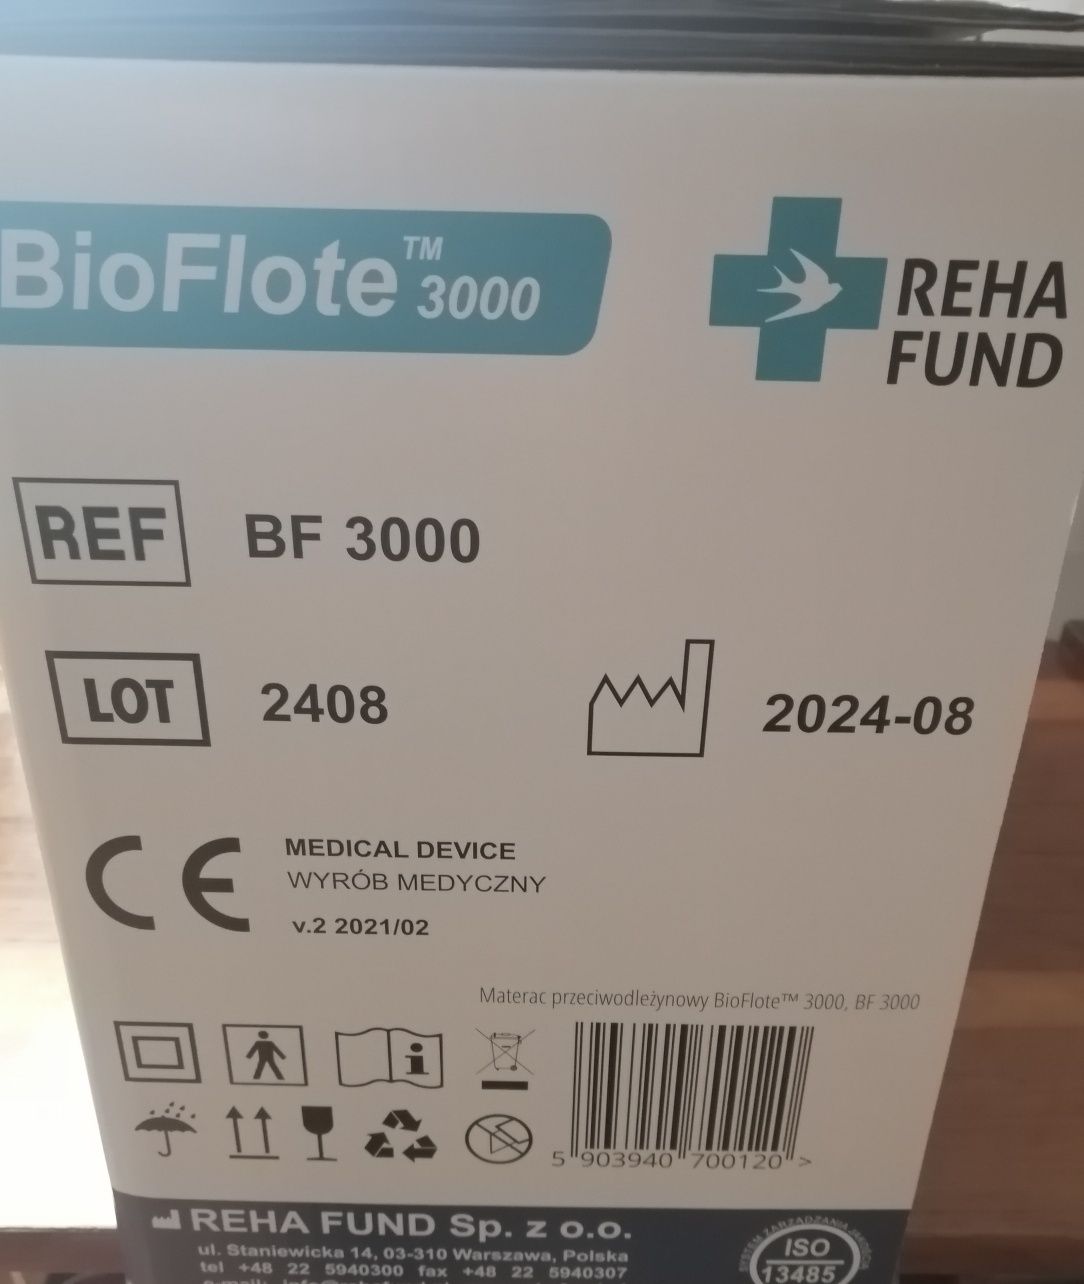 BioFlote™ 3000
REHA
FUND
REF BF 3000
LOT 2408 2024-08
CE MEDICAL DEVICE
WYRÓB MEDYCZNY
v.2 2021/02
Materac przeciwodleżynowy BioFlote™ 3000, BF 3000
5 903940 700120 >
REHA FUND Sp. z o.o.
ul. Staniewicka 14, 03-310 Warszawa, Polska
tel +48 22 5940300 fax +48 22 5940307
ISO
13485